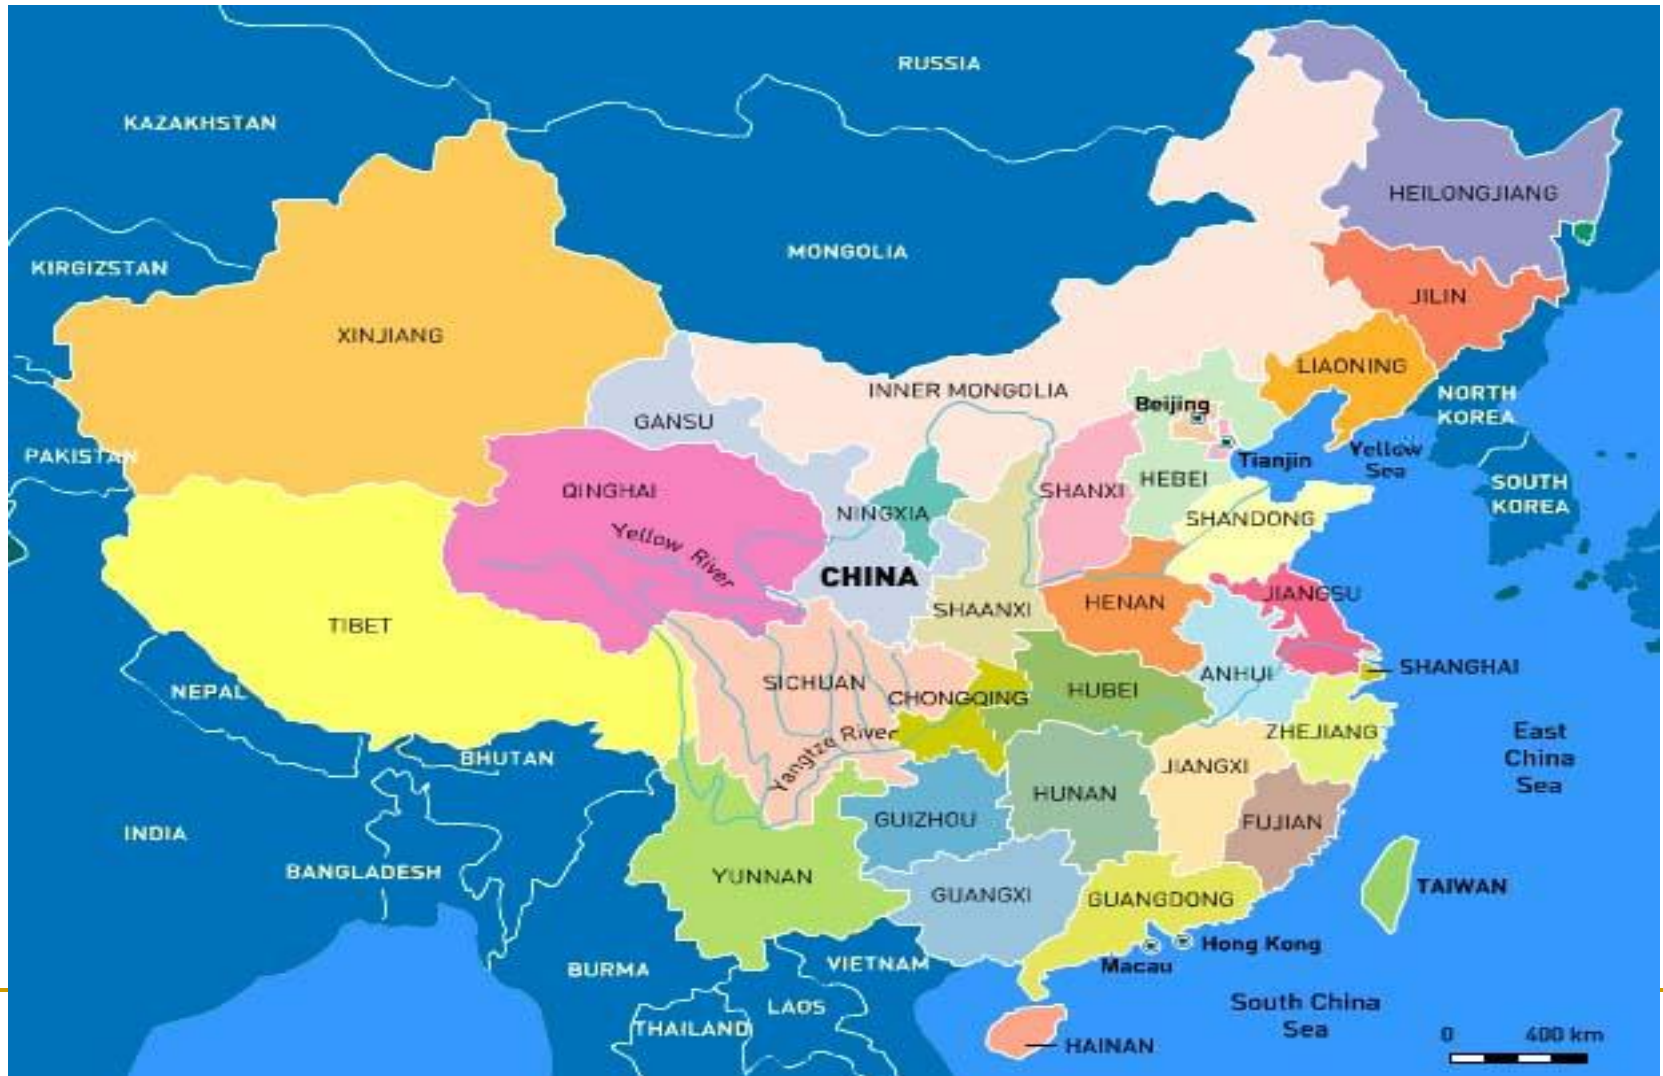 RUSSIA
KAZAKHSTAN
HEILONGJIANG
MONGOLIA
KIRGIZSTAN
JILIN
XINJIANG
LIAONING
INNER MONGOLIA
NORTH
KOREA
Beijing
GANSU
Yellow
Sea
PAKISTAN
Tianjin
HEBEI
QINGHAI
SHANXI
SOUTH
KOREA
NINGXIA
SHANDONG
Yellow River
CHINA
JIANGSU
HENAN
SHAANXI
TIBET
SHANGHAI
ANHUI
SICHUAN
HUBEI
NEPAL
CHONGQING
ZHEJIANG
East
China
Sea
Yangtze River
BHUTAN
JIANGXI
HUNAN
GUIZHOU
FUJIAN
INDIA
BANGLADESH
YUNNAN
TAIWAN
GUANGXI
GUANGDONG
Hong Kong
Macau
VIETNAM
BURMA
LAOS
South China
Sea
THAILAND
HAINAN
0 400 km